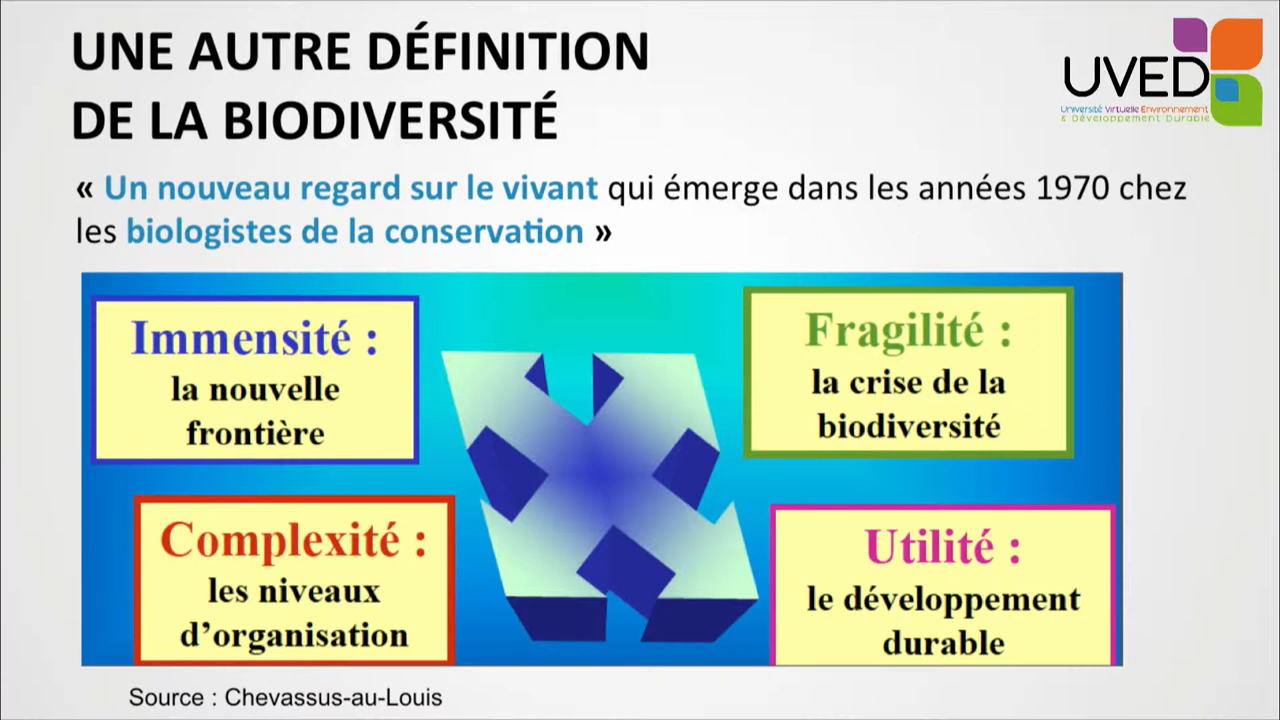 UNE AUTRE DÉFINITION
DE LA BIODIVERSITÉ
UVED
Université Virtuelle Environnement
& Développement Durable
« Un nouveau regard sur le vivant qui émerge dans les années 1970 chez
les biologistes de la conservation »
Immensité :
la nouvelle
frontière
Fragilité :
la crise de la
biodiversité
Complexité :
les niveaux
d’organisation
Utilité :
le développement
durable
Source : Chevassus-au-Louis